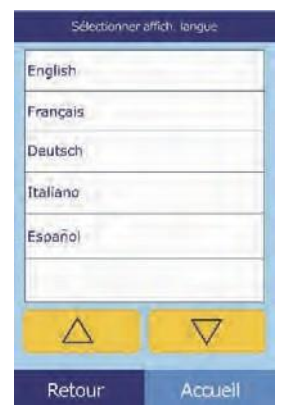 Sélectionner affich. langue
English
Français
Deutsch
Italiano
Español
Retour
Accueil